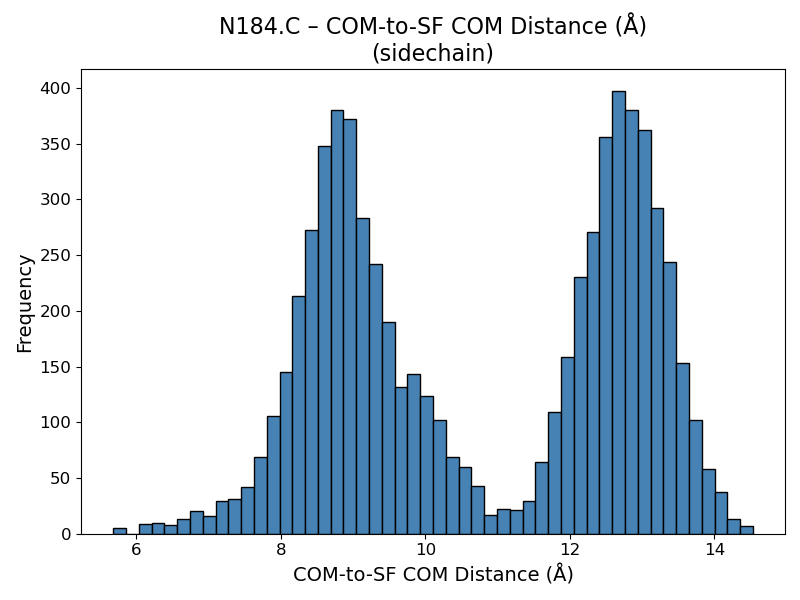 N184.C – COM-to-SF COM Distance (Å)
(sidechain)
400
350
300
250
200
150
100
50
0
Frequency
6 8 10 12 14
COM-to-SF COM Distance (Å)